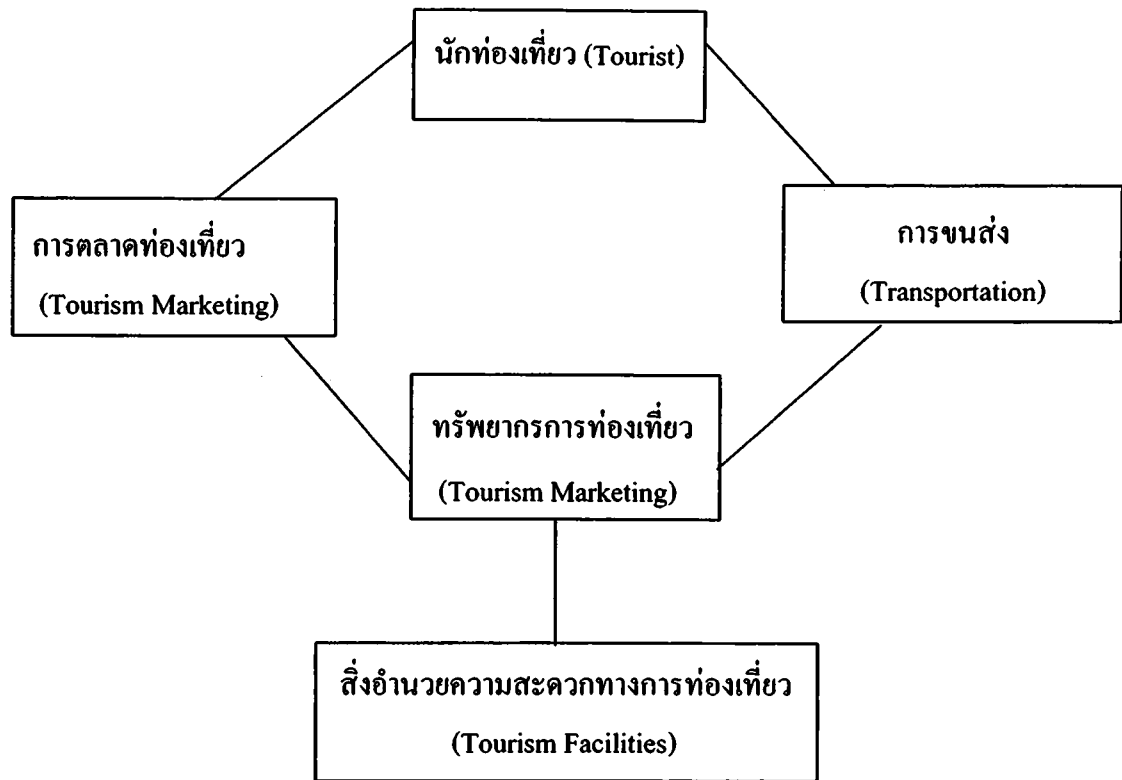 นักท่องเที่ยว (Tourist)
การตลาดท่องเที่ยว
(Tourism Marketing)
การขนส่ง
(Transportation)
ทรัพยากรการท่องเที่ยว
(Tourism Marketing)
สิ่งอำนวยความสะดวกทางการท่องเที่ยว
(Tourism Facilities)